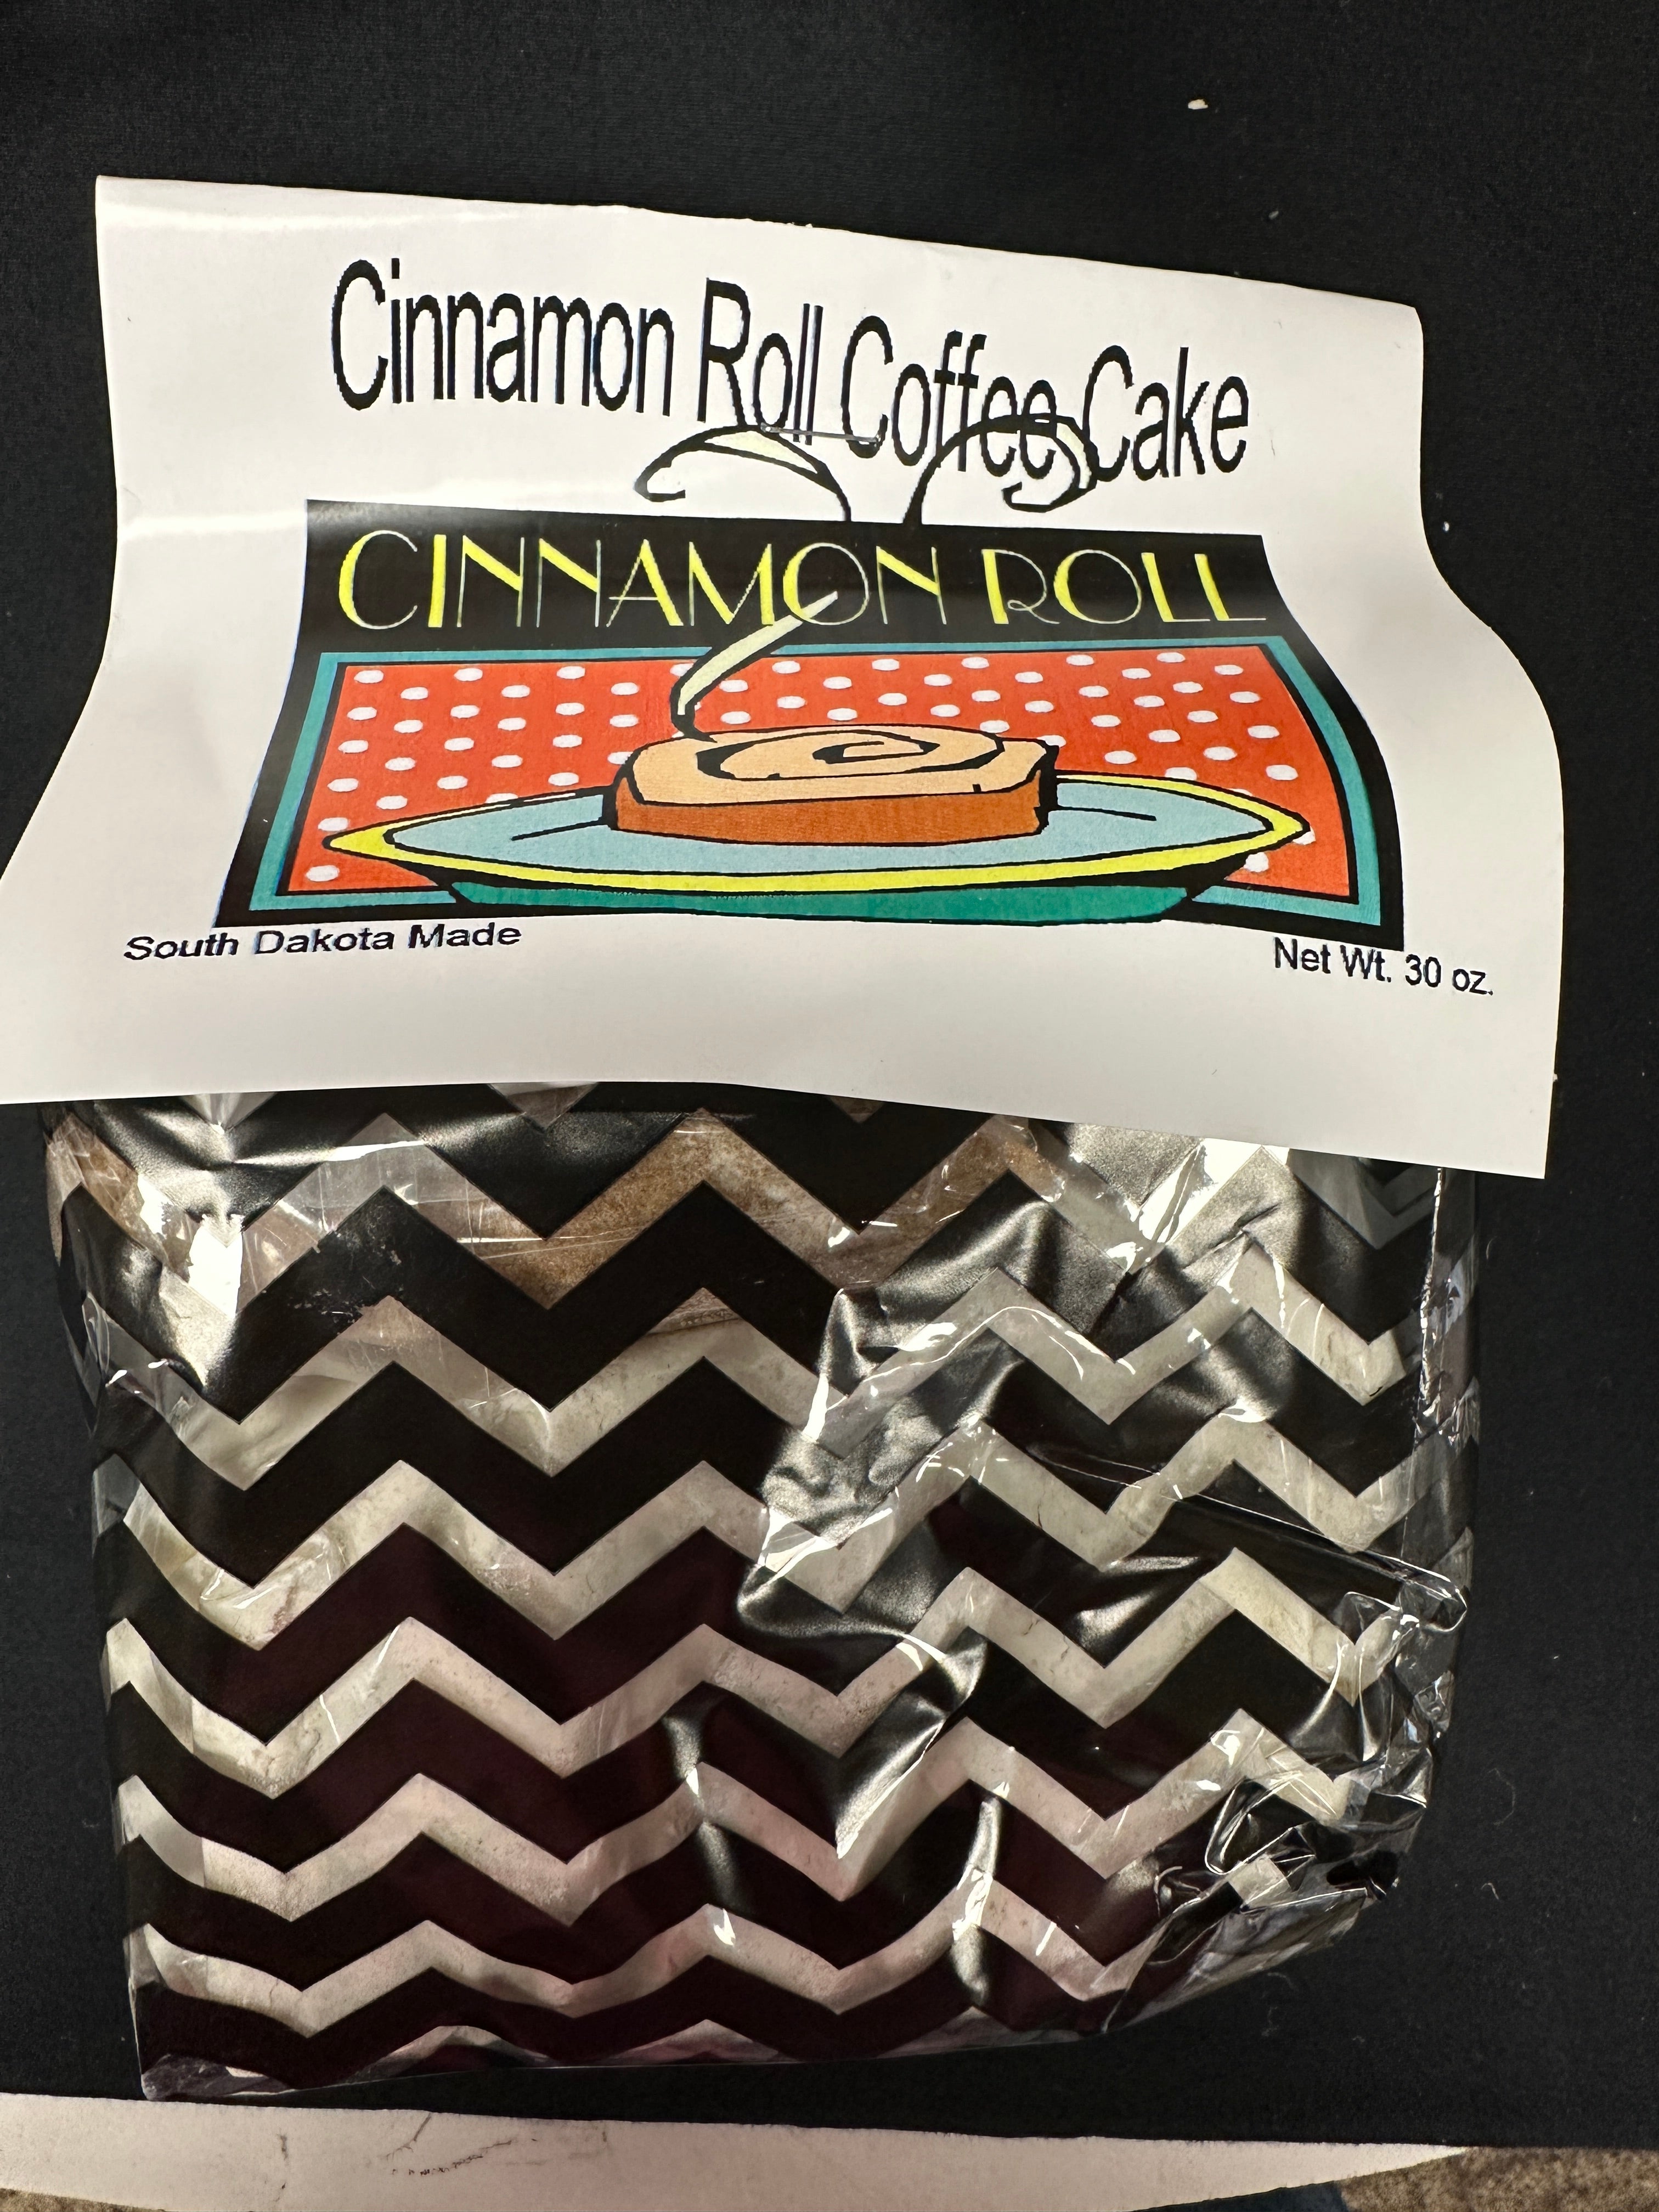 Cinnamon Roll Coffee Cake
CINNAMON ROLL
South Dakota Made
Net Wt. 30 oz.